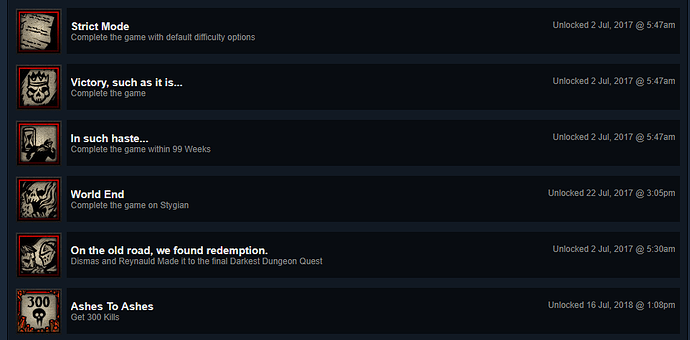 Strict Mode
Unlocked 2 Jul, 2017 @ 5:47am
Complete the game with default difficulty options
Victory, such as it is...
Unlocked 2 Jul, 2017 @ 5:47am
Complete the game
In such haste...
Unlocked 2 Jul, 2017 @ 5:47am
Complete the game within 99 Weeks
World End
Unlocked 22 Jul, 2017 @ 3:05pm
Complete the game on Stygian
On the old road, we found redemption.
Unlocked 2 Jul, 2017 @ 5:30am
Dismas and Reynauld Made it to the final Darkest Dungeon Quest
300
Ashes To Ashes
Unlocked 16 Jul, 2018 @ 1:08pm
Get 300 Kills